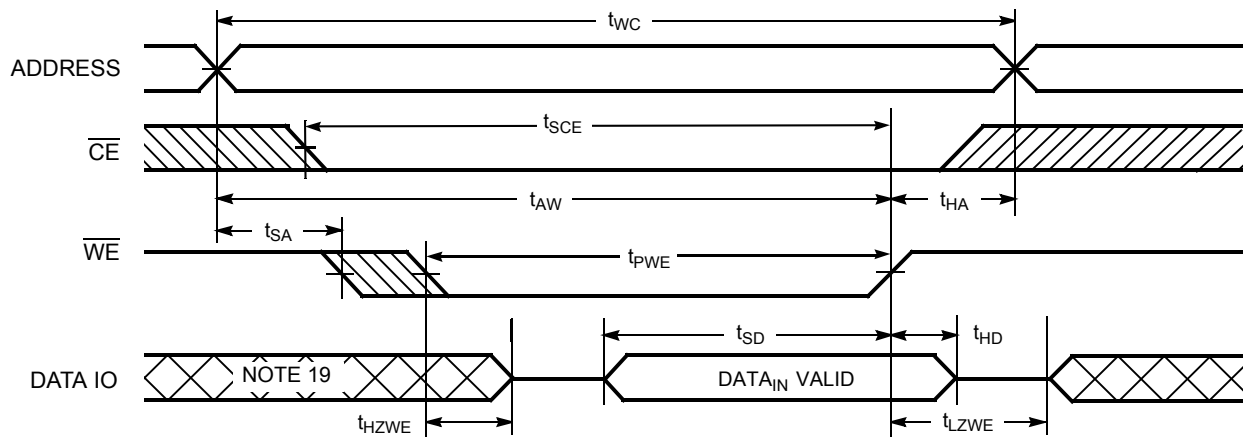 tWC
ADDRESS
tSCE
CE
tAW
tHA
tSA
WE
tPWE
tSD
tHD
DATA IO
NOTE 19
DATAIN VALID
tHZWE
tLZWE